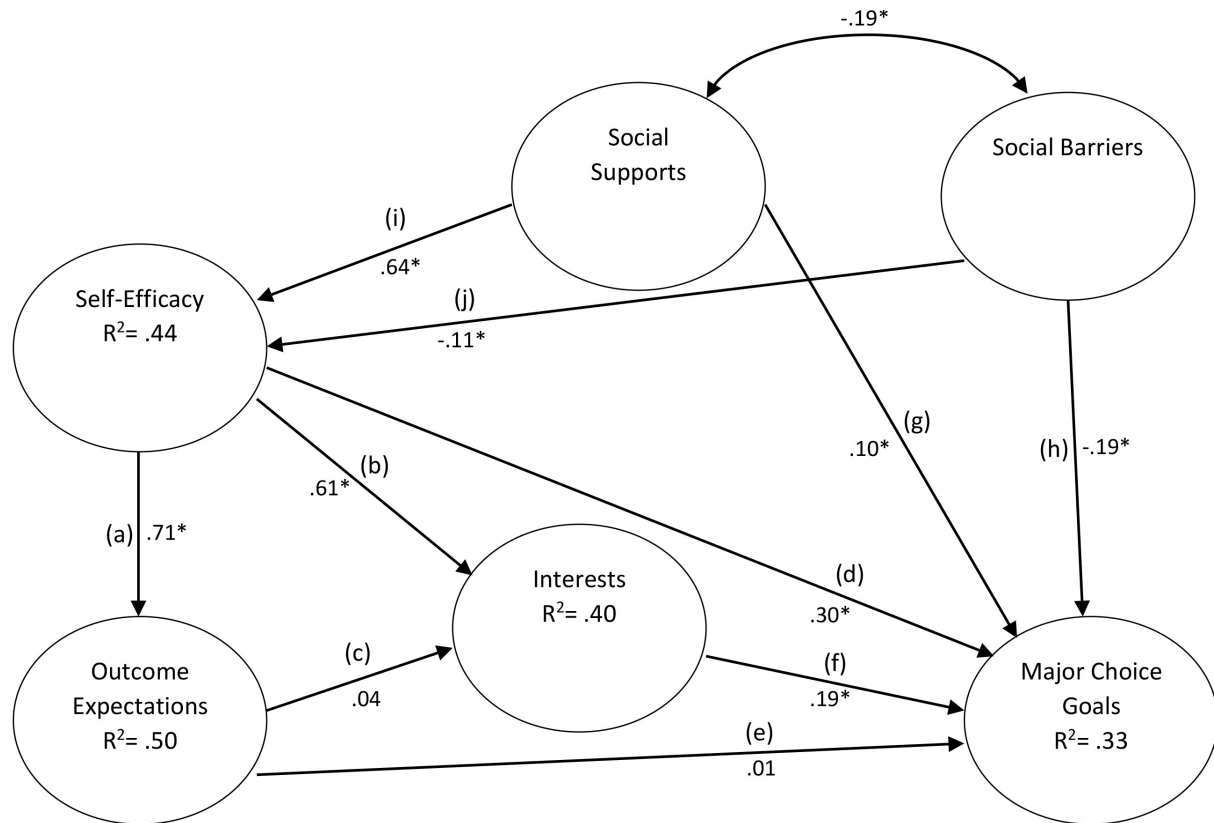 -.19*
Social
Supports
Social Barriers
(i)
.64*
Self-Efficacy
R²= .44
(j)
-.11*
(g)
.10*
(h)
-.19*
(b)
.61*
(a)
.71*
(d)
.30*
Interests
R²= .40
(c)
.04
(f)
.19*
Outcome
Expectations
R²= .50
Major Choice
Goals
R²= .33
(e)
.01